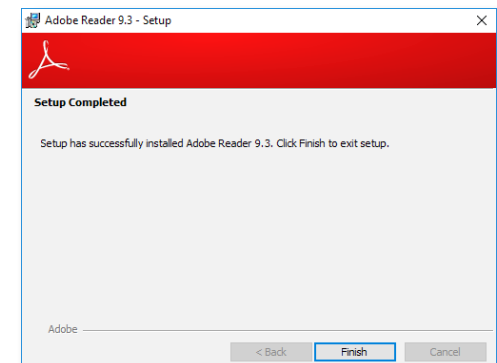 Adobe Reader 9.3 - Setup
Setup Completed
Setup has successfully installed Adobe Reader 9.3. Click Finish to exit setup.
Adobe
< Back
Finish
Cancel